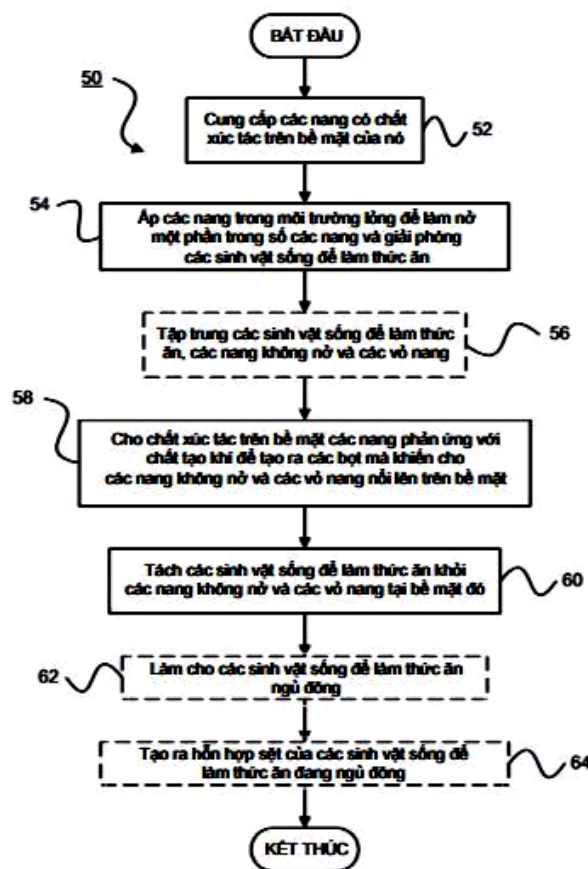 BẮT ĐẦU
50
Cung cấp các nang có chất
xúc tác trên bề mặt của nó
52
54
Ấp các nang trong môi trường lỏng để làm nở
một phần trong số các nang và giải phóng
các sinh vật sống để làm thức ăn
Tập trung các sinh vật sống để làm thức
ăn, các nang không nở và các vỏ nang
56
58
Cho chất xúc tác trên bề mặt các nang phản ứng với
chất tạo khí để tạo ra các bọt mà khiến cho
các nang không nở và các vỏ nang nổi lên trên bề mặt
Tách các sinh vật sống để làm thức ăn khỏi
các nang không nở và các vỏ nang tại bề mặt đó
60
62
Làm cho các sinh vật sống để làm thức ăn
ngủ đông
Tạo ra hỗn hợp sệt của các sinh vật sống để
làm thức ăn đang ngủ đông
64
KẾT THÚC